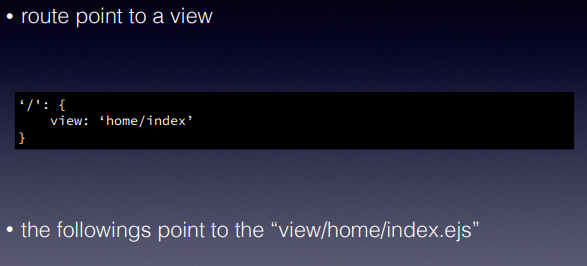 • route point to a view
‘/': {
    view: ‘home/index’
}
• the followings point to the “view/home/index.ejs”